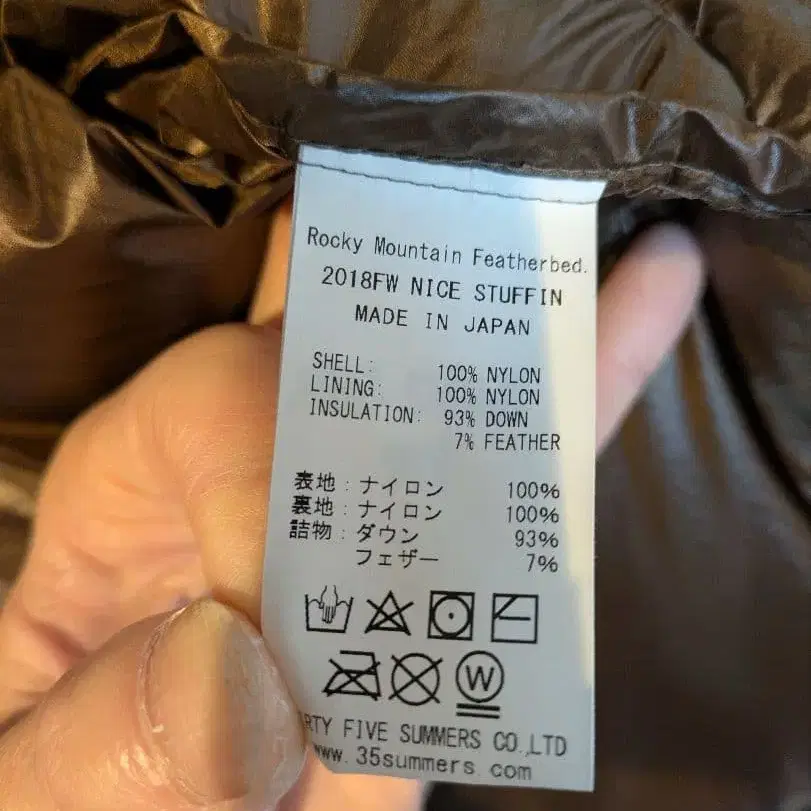 Rocky Mountain Featherbed.
2018FW NICE STUFFIN
MADE IN JAPAN
SHELL: 100% NYLON
LINING: 100% NYLON
INSULATION: 93% DOWN
7% FEATHER
表地:ナイロン 100%
裏地:ナイロン 100%
詰物:ダウン 93%
フェザー 7%
W
FIVE SUMMERS CO.,LTD
www.35summers.com